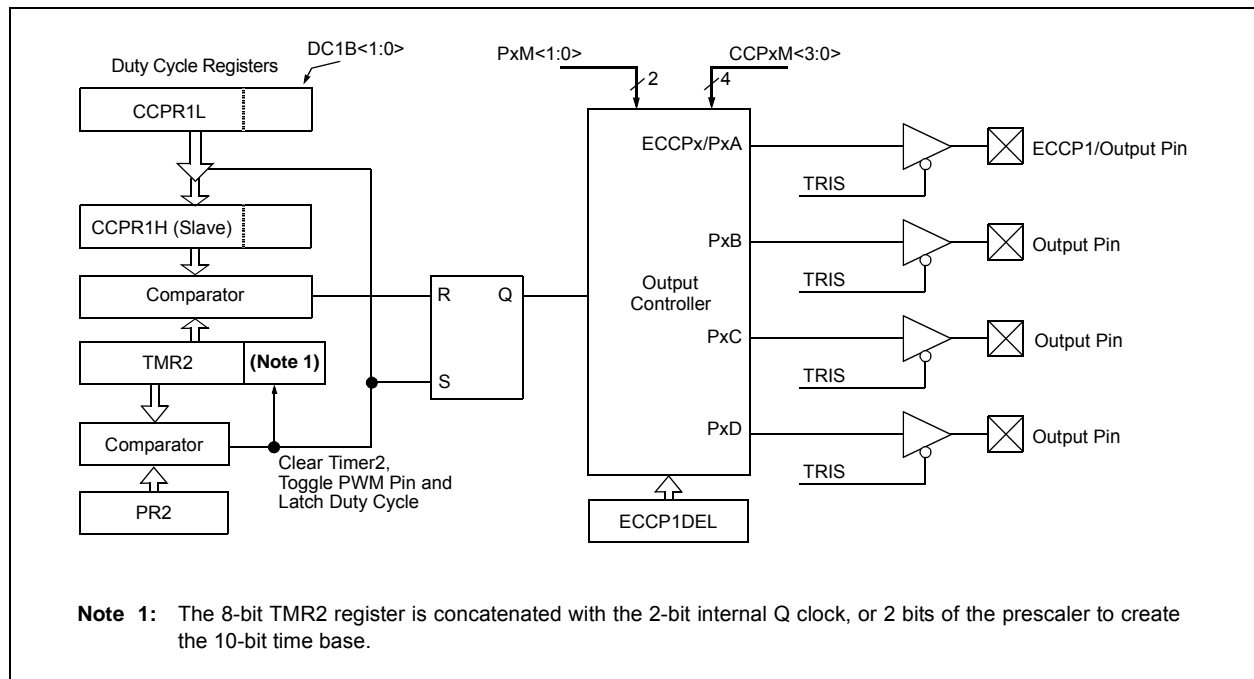 DC1B<1:0>
Duty Cycle Registers
CCPR1L
CCPR1H (Slave)
Comparator
TMR2
(Note 1)
Comparator
PR2
Clear Timer2,
Toggle PWM Pin and
Latch Duty Cycle
R
Q
S
PxM<1:0>
2
CCPxM<3:0>
4
Output
Controller
ECCPx/PxA
PxB
PxC
PxD
ECCP1DEL
TRIS
ECCP1/Output Pin
TRIS
Output Pin
TRIS
Output Pin
TRIS
Output Pin
Note 1: The 8-bit TMR2 register is concatenated with the 2-bit internal Q clock, or 2 bits of the prescaler to create
the 10-bit time base.